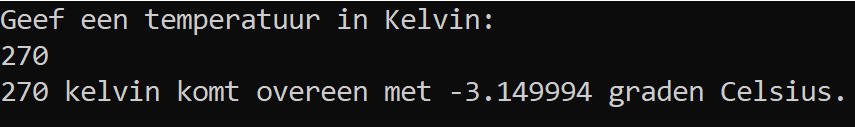 Geef een temperatuur in Kelvin:
270
270 kelvin komt overeen met -3.149994 graden Celsius.